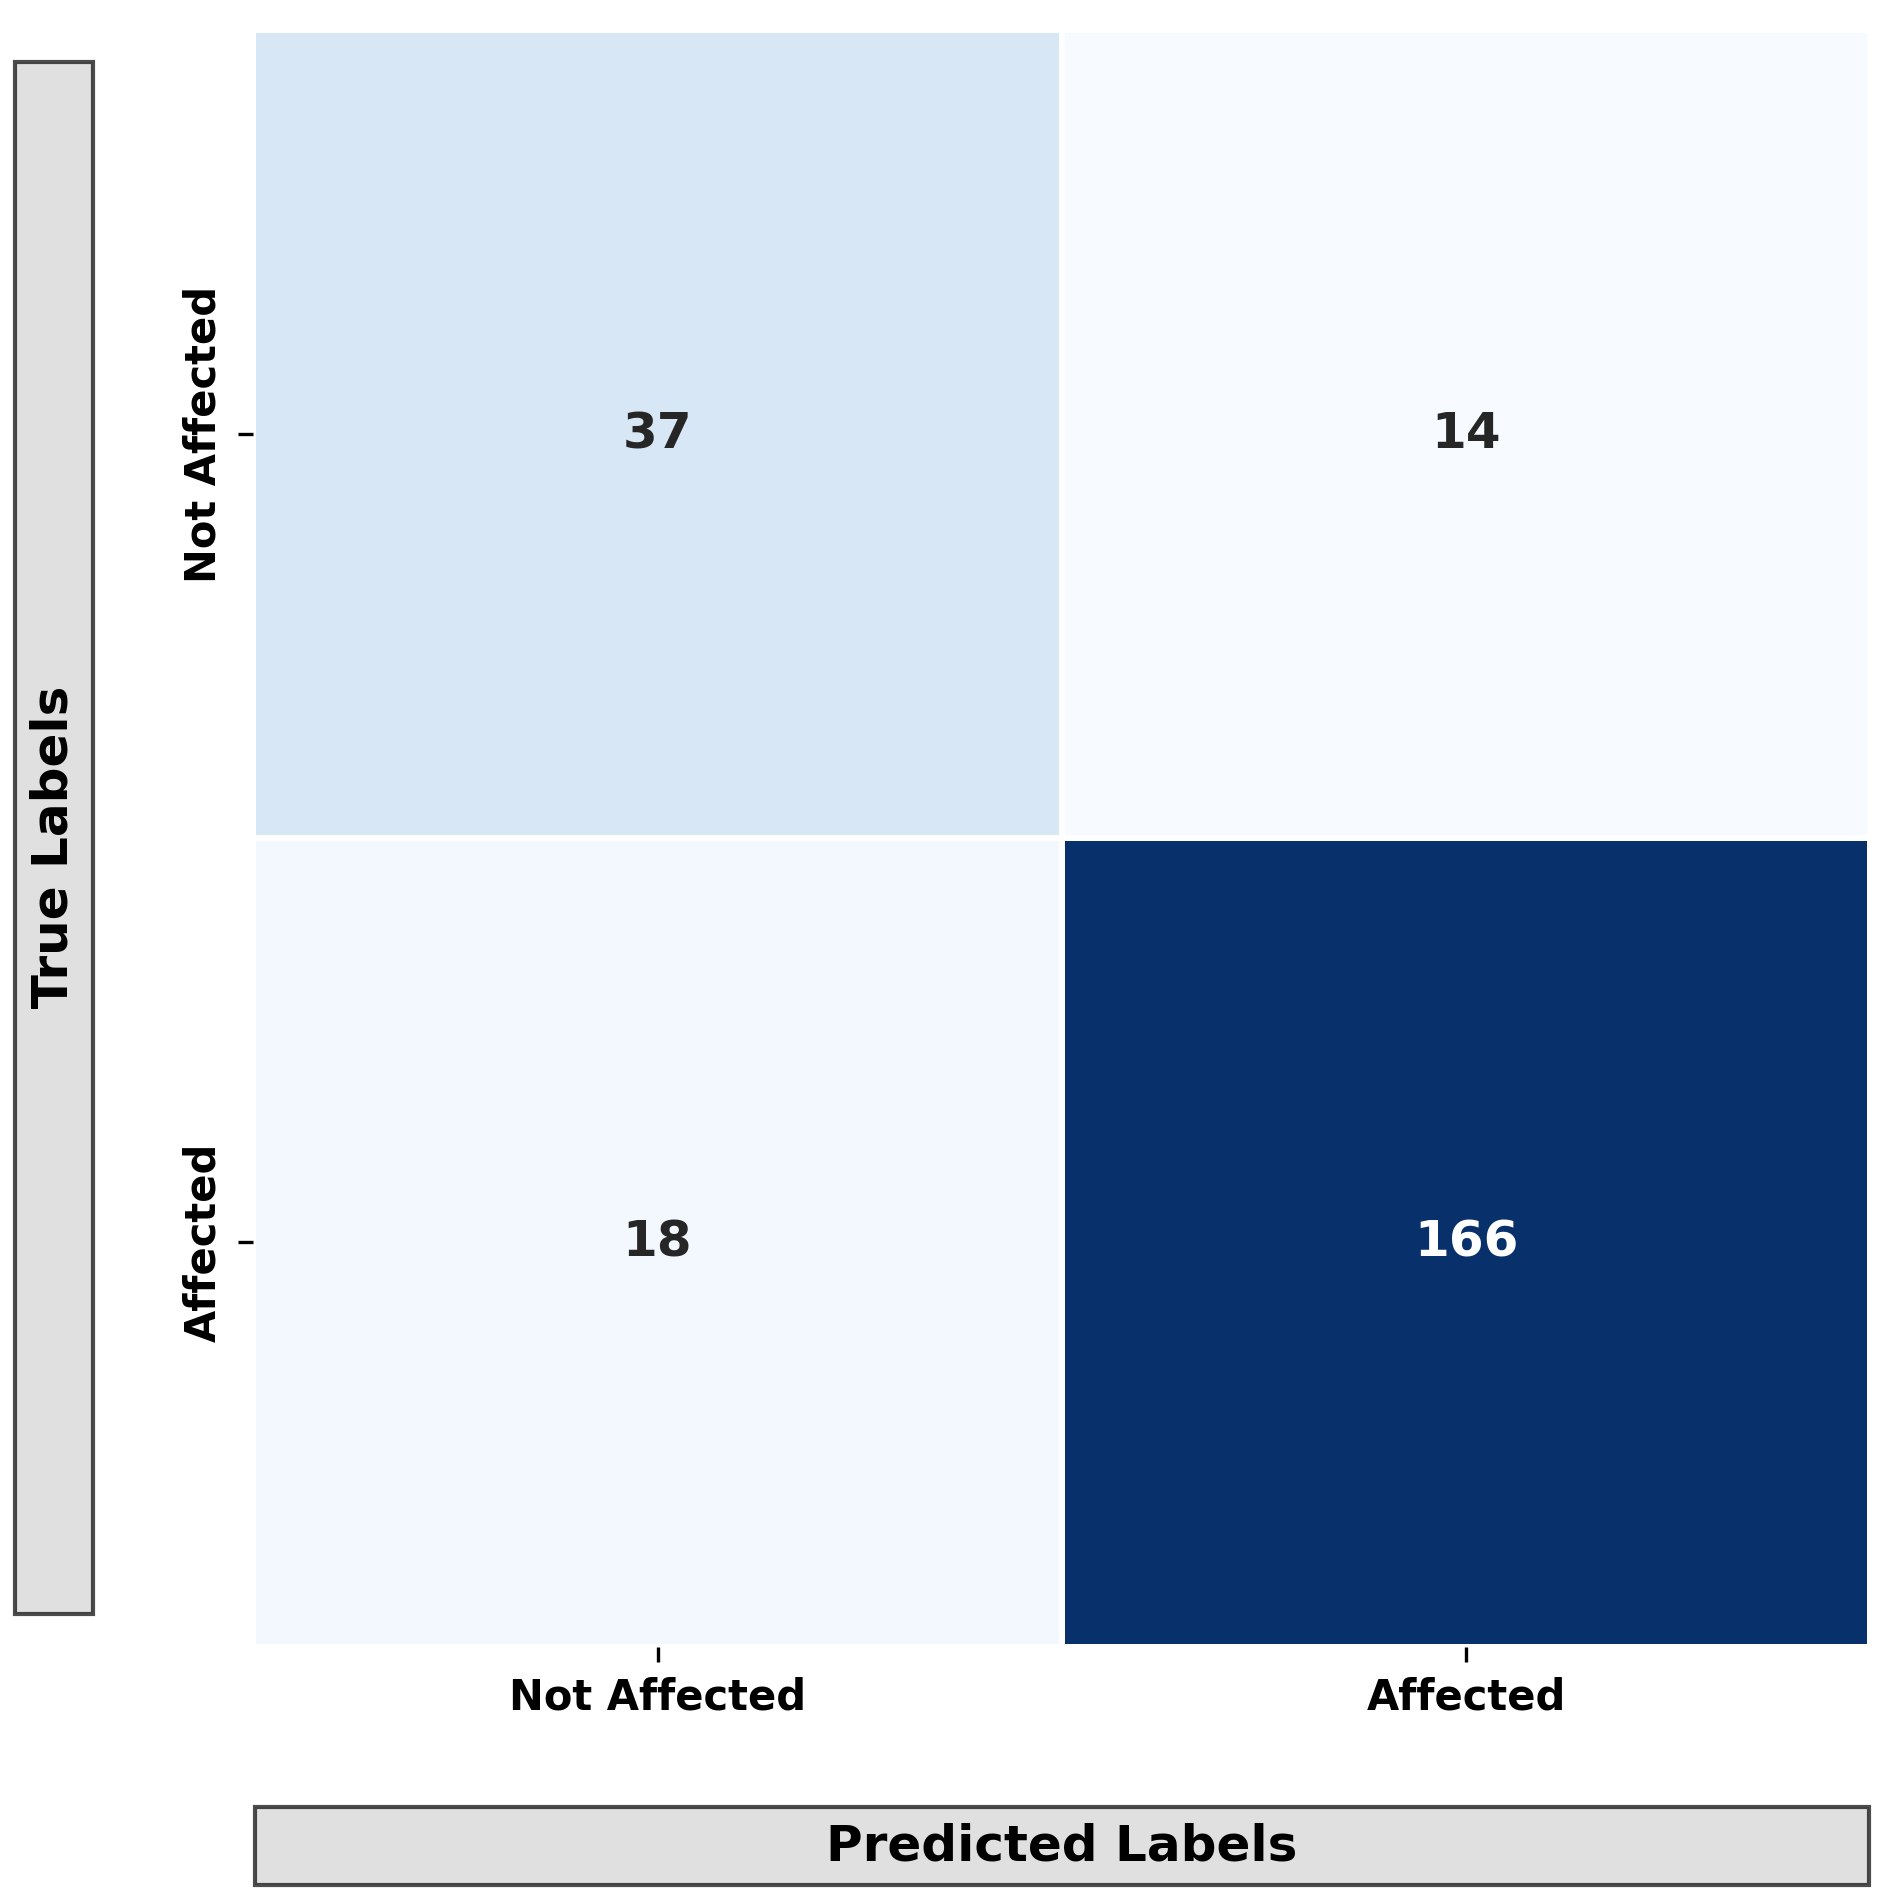 True Labels
Not Affected
37
14
Affected
18
166
Not Affected
Affected
Predicted Labels